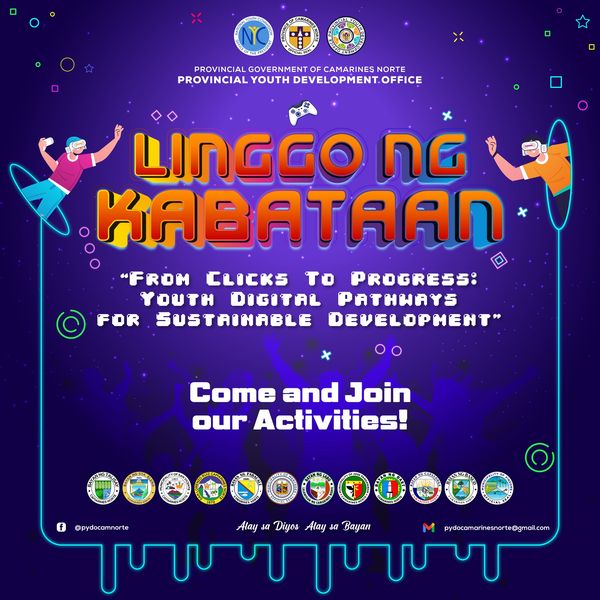 PROVINCIAL GOVERNMENT OF CAMARINES NORTE
PROVINCIAL YOUTH DEVELOPMENT OFFICE
LINGGO NG
KABATAAN
“FROM CLICKS TO PROGRESS:
YOUTH DIGITAL PATHWAYS
FOR SUSTAINABLE DEVELOPMENT”
Come and Join
our Activities!
@pydocamnorte
Alay sa Diyos Alay sa Bayan
pydocamarinesnorte@gmail.com